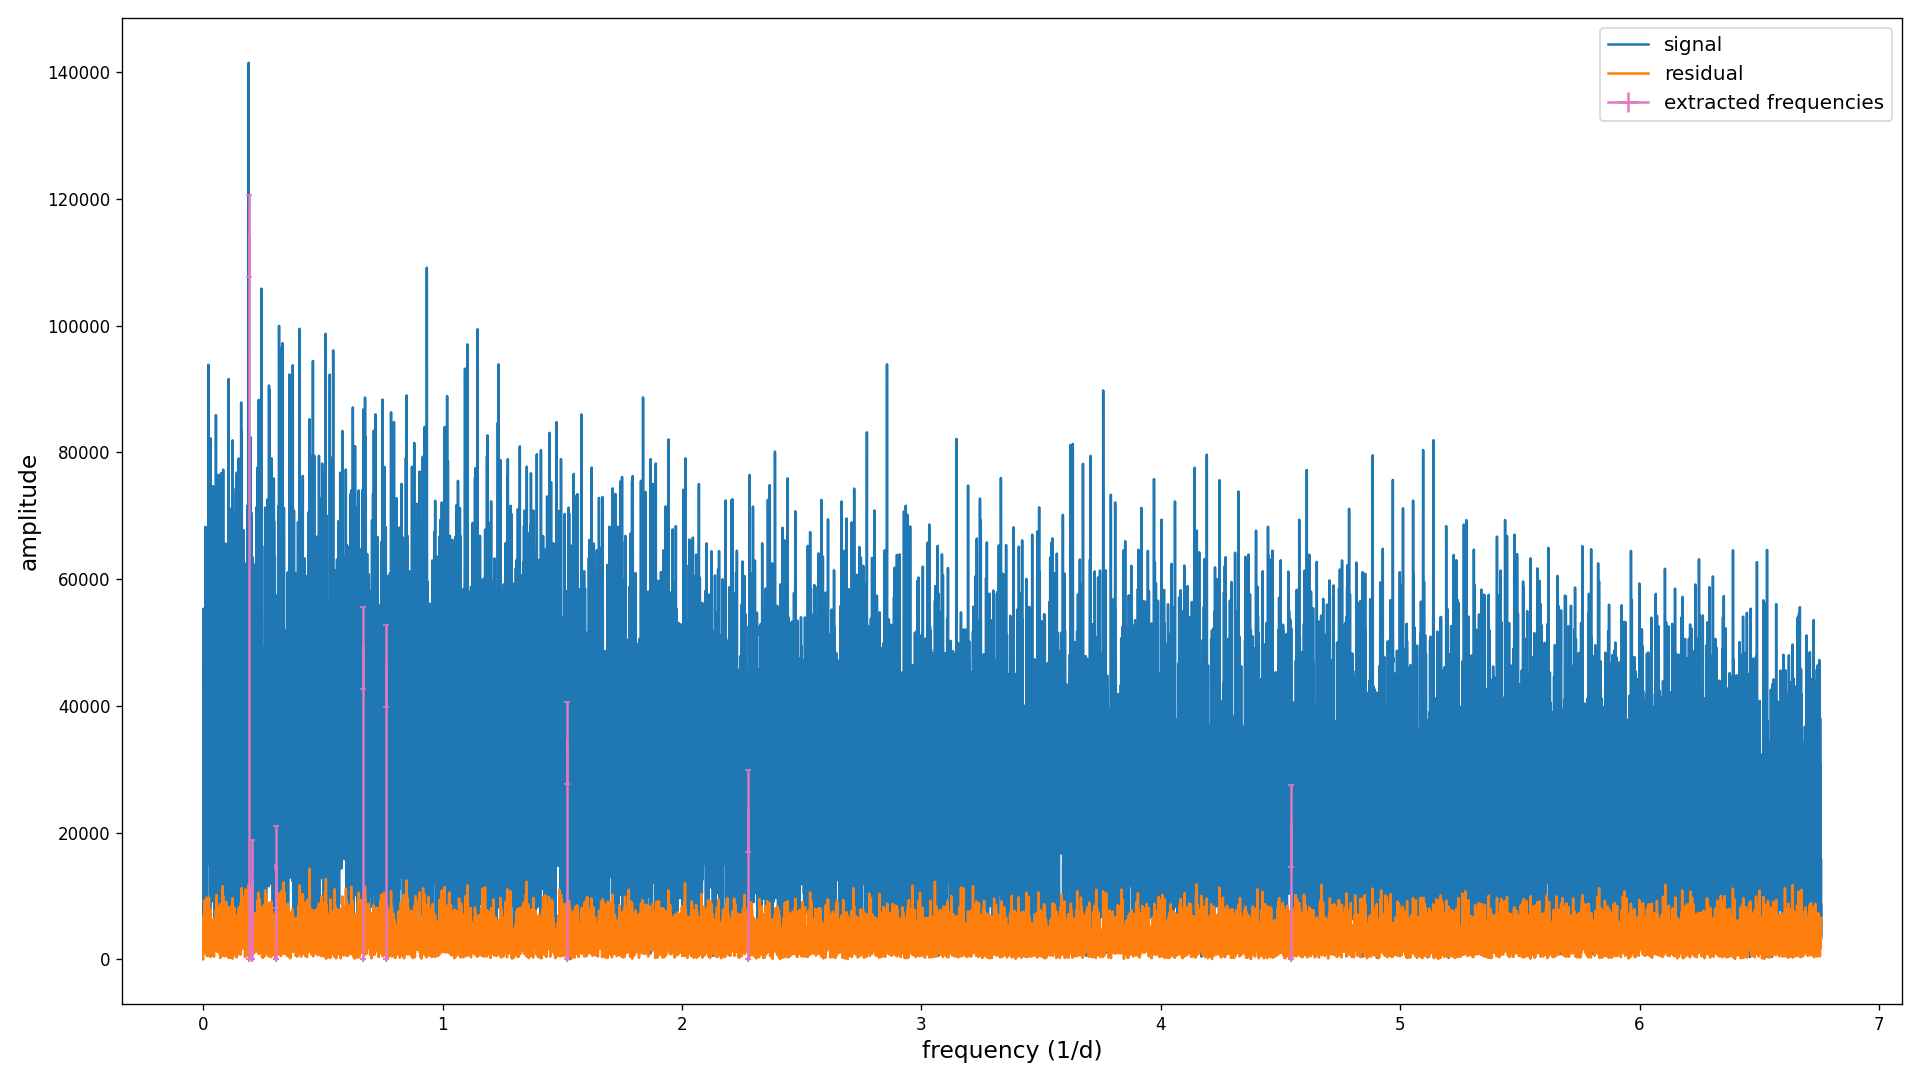 signal
residual
extracted frequencies
amplitude
140000
120000
100000
80000
60000
40000
20000
0
0 1 2 3 4 5 6 7
frequency (1/d)